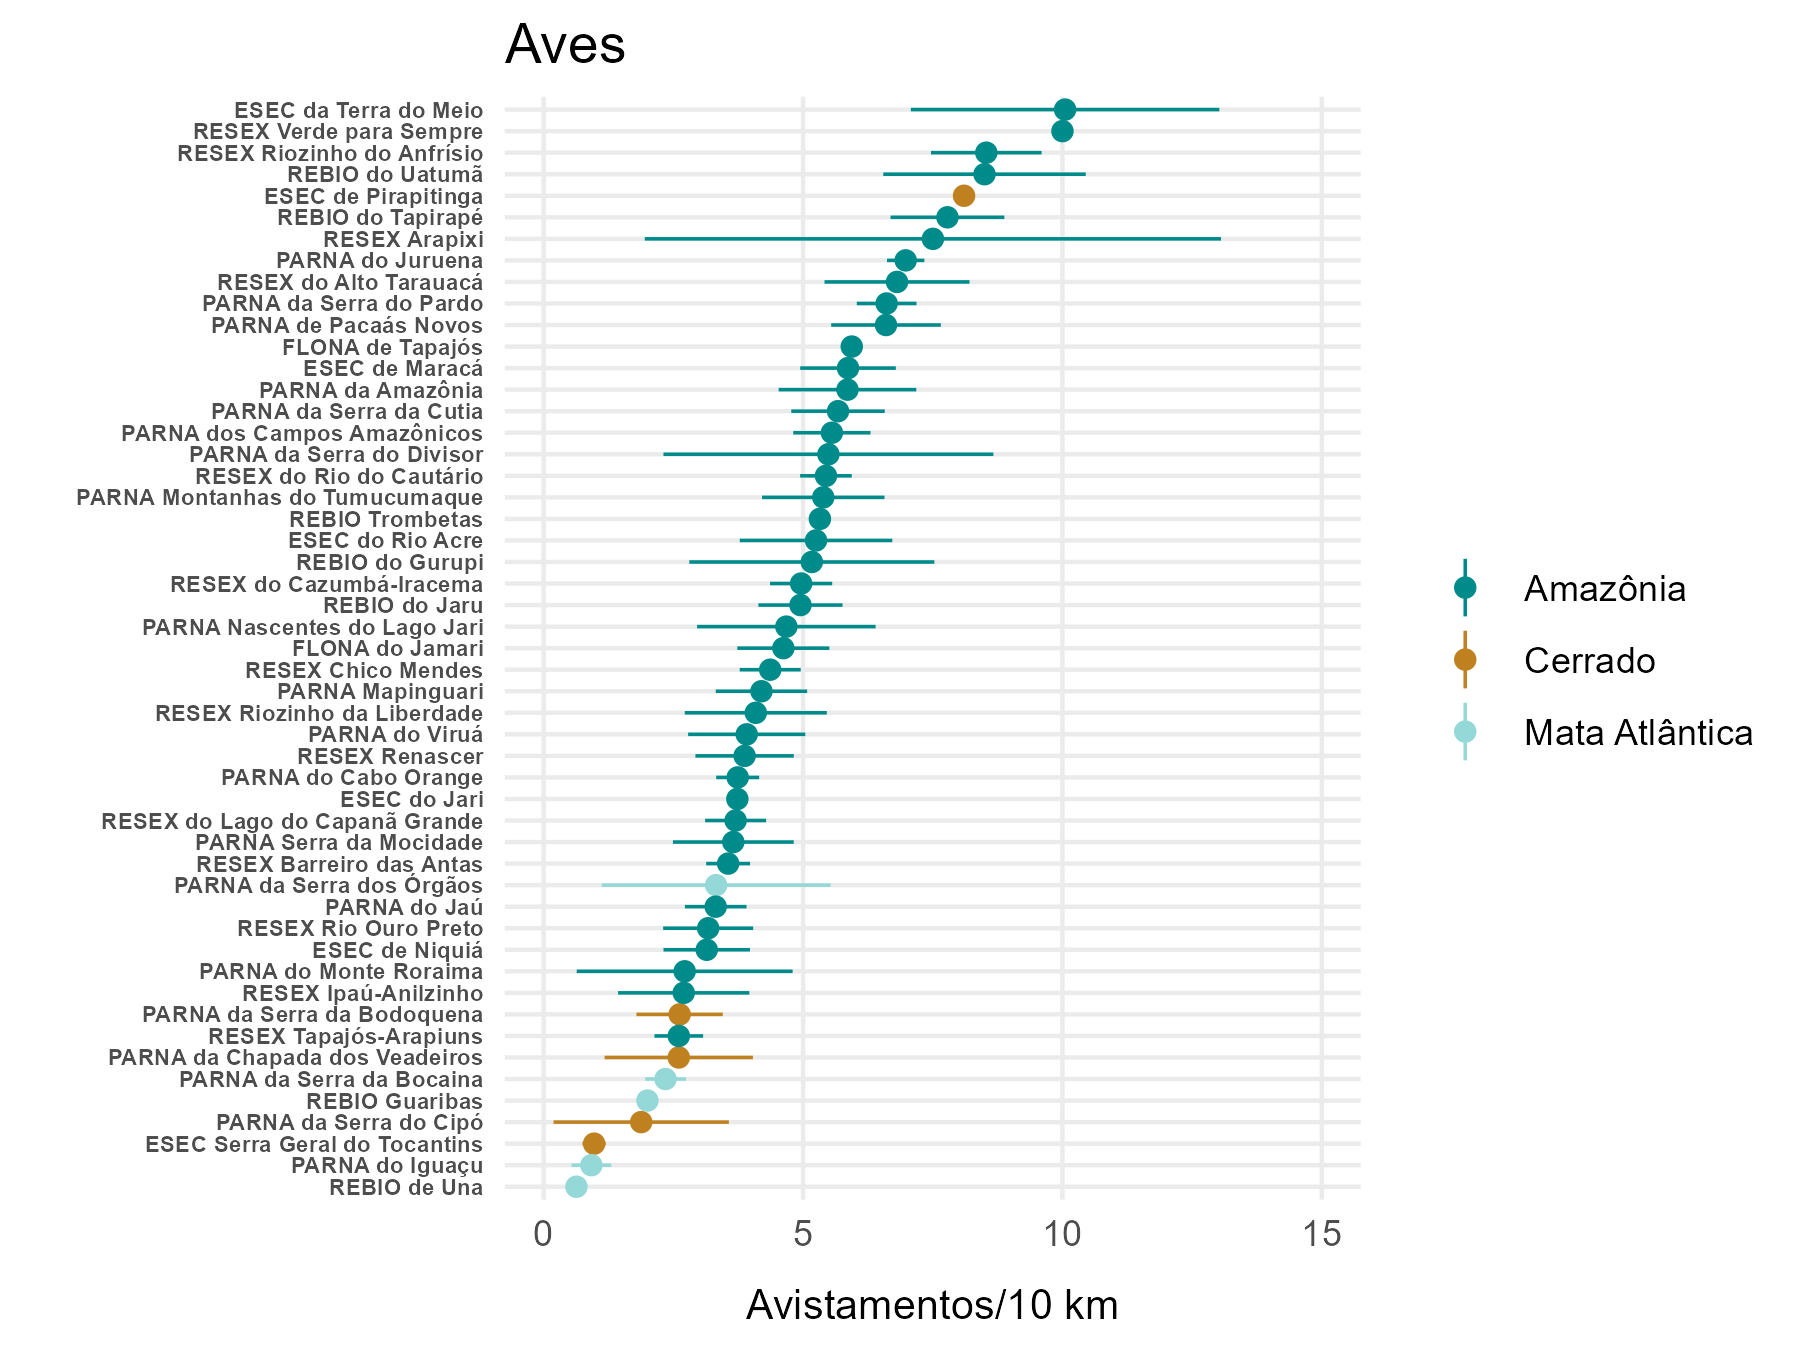 Aves
ESEC da Terra do Meio
RESEX Verde para Sempre
RESEX Riozinho do Anfrísio
REBIO do Uatumã
ESEC de Pirapitinga
REBIO do Tapirapé
RESEX Arapixi
PARNA do Juruena
RESEX do Alto Tarauacá
PARNA da Serra do Pardo
PARNA de Pacaás Novos
FLONA de Tapajós
ESEC de Maracá
PARNA da Amazônia
PARNA da Serra da Cutia
PARNA dos Campos Amazônicos
PARNA da Serra do Divisor
RESEX do Rio do Cautário
PARNA Montanhas do Tumucumaque
REBIO Trombetas
ESEC do Rio Acre
REBIO do Gurupi
RESEX do Cazumbá-Iracema
REBIO do Jaru
PARNA Nascentes do Lago Jari
FLONA do Jamari
RESEX Chico Mendes
PARNA Mapinguari
RESEX Riozinho da Liberdade
PARNA do Viruá
RESEX Renascer
PARNA do Cabo Orange
ESEC do Jari
RESEX do Lago do Capanã Grande
PARNA Serra da Mocidade
RESEX Barreiro das Antas
PARNA da Serra dos Órgãos
PARNA do Jaú
RESEX Rio Ouro Preto
ESEC de Niquiá
PARNA do Monte Roraima
RESEX Ipaú-Anilzinho
PARNA da Serra da Bodoquena
RESEX Tapajós-Arapiuns
PARNA da Chapada dos Veadeiros
PARNA da Serra da Bocaina
REBIO Guaribas
PARNA da Serra do Cipó
ESEC Serra Geral do Tocantins
PARNA do Iguaçu
REBIO de Una
0 5 10 15
Avistamentos/10 km
Amazônia
Cerrado
Mata Atlântica